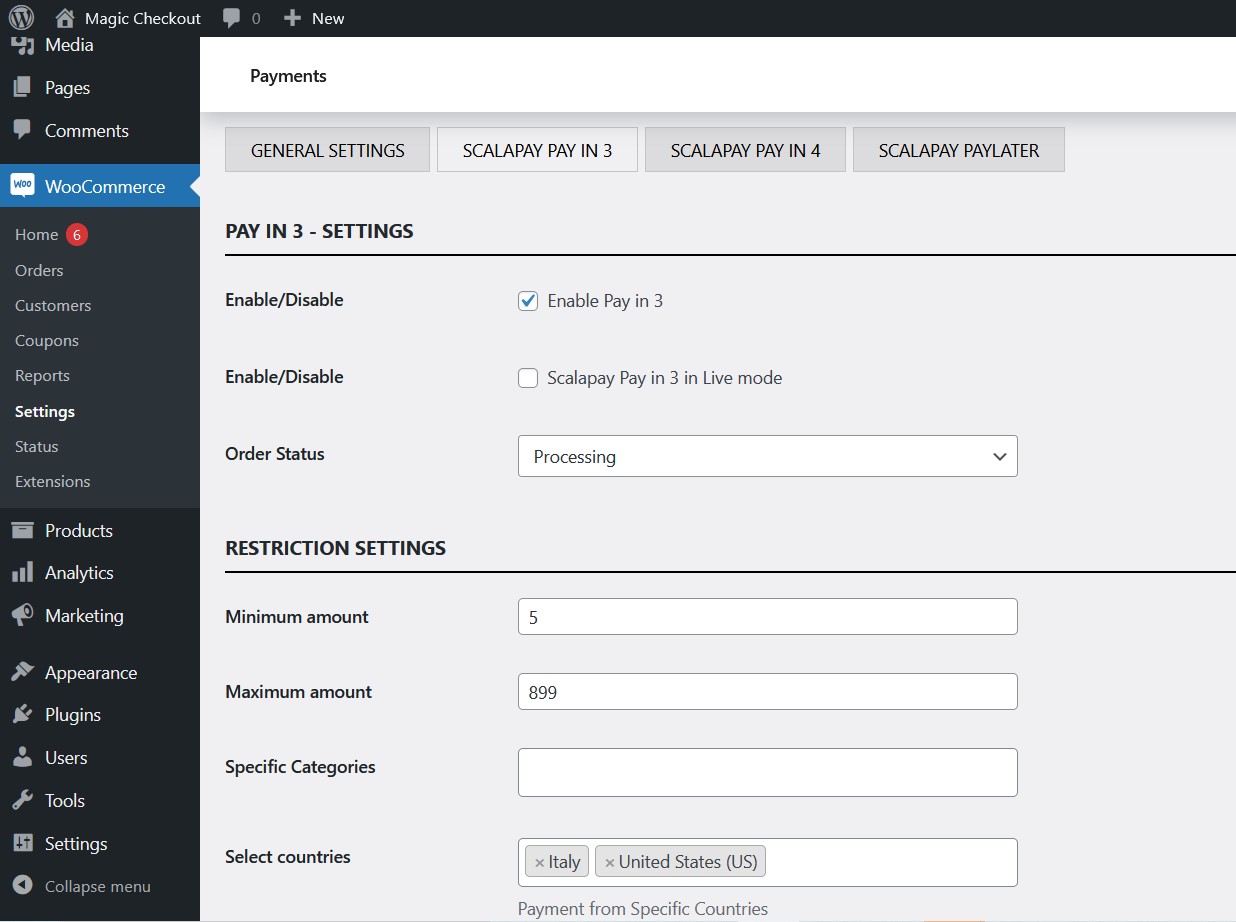 Magic Checkout 0 New
Media
Pages
Comments
Woo WooCommerce
Home 6
Orders
Customers
Coupons
Reports
Settings
Status
Extensions
Products
Analytics
Marketing
Appearance
Plugins
Users
Tools
Settings
Collapse menu
Payments
GENERAL SETTINGS SCALAPAY PAY IN 3 SCALAPAY PAY IN 4 SCALAPAY PAYLATER
PAY IN 3 - SETTINGS
Enable/Disable Enable Pay in 3
Enable/Disable Scalapay Pay in 3 in Live mode
Order Status Processing
RESTRICTION SETTINGS
Minimum amount 5
Maximum amount 899
Specific Categories
Select countries × Italy × United States (US)
Payment from Specific Countries